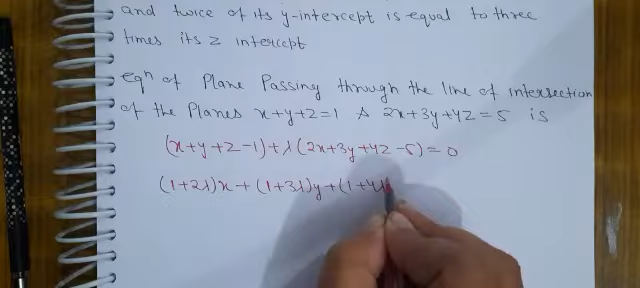 and twice of its y-intercept is equal to three
times its z intercept
eqn of Plane Passing through the line of intersection
of the Planes x+y+z=1 & 2x+3y+4z=5 is
(x+y+z-1)+λ(2x+3y+4z-5)=0
(1+2λ)x+(1+3λ)y+(1+4λ